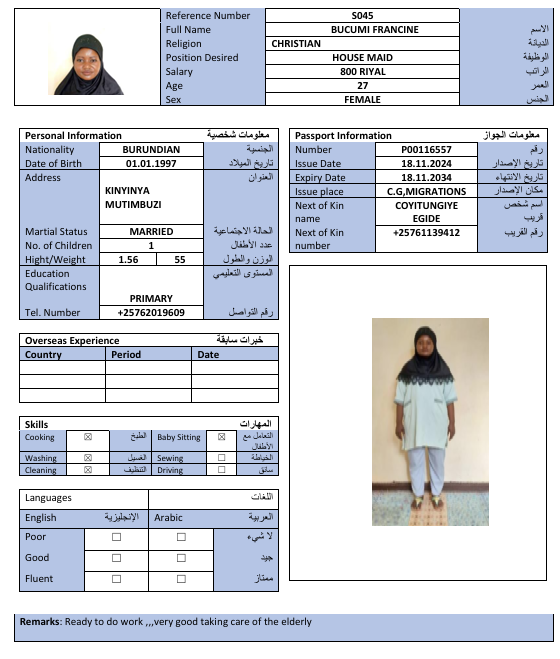 Reference Number S045
Full Name BUCUMI FRANCINE الاسم
Religion CHRISTIAN الديانة
Position Desired HOUSE MAID الوظيفة
Salary 800 RIYAL الراتب
Age 27 العمر
Sex FEMALE الجنس
Personal Information معلومات شخصية
Nationality BURUNDIAN الجنسية
Date of Birth 01.01.1997 تاريخ الميلاد
Address العنوان
KINYINYA
MUTIMBUZI
Martial Status MARRIED الحالة الاجتماعية
No. of Children 1 عدد الأطفال
Hight/Weight 1.56 55 الوزن والطول
Education المستوى التعليمي
Qualifications
PRIMARY
Tel. Number +25762019609 رقم التواصل
Passport Information معلومات الجواز
Number P00116557 رقم
Issue Date 18.11.2024 تاريخ الإصدار
Expiry Date 18.11.2034 تاريخ الانتهاء
Issue place C.G,MIGRATIONS مكان الإصدار
Next of Kin COYITUNGIYE اسم شخص
name EGIDE قريب
Next of Kin +25761139412 رقم القريب
number
Overseas Experience خبرات سابقة
Country Period Date
Skills المهارات
Cooking ☒ الطبخ Baby Sitting ☒ التعامل مع
الأطفال
Washing ☒ الغسيل Sewing ☐ الخياطة
Cleaning ☒ التنظيف Driving ☐ سائق
Languages اللغات
English الإنجليزية Arabic العربية
Poor ☐ ☐ لا شيء
Good ☐ ☐ جيد
Fluent ☐ ☐ ممتاز
Remarks: Ready to do work ,,,very good taking care of the elderly